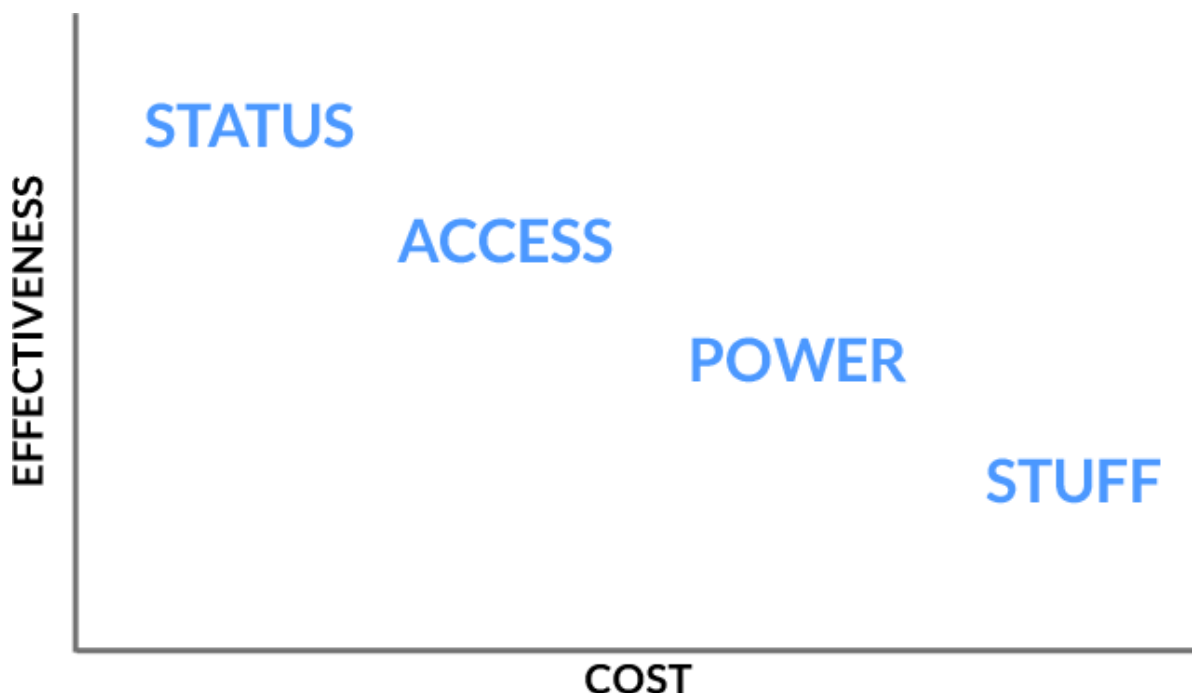 STATUS
ACCESS
POWER
STUFF
EFFECTIVENESS
COST